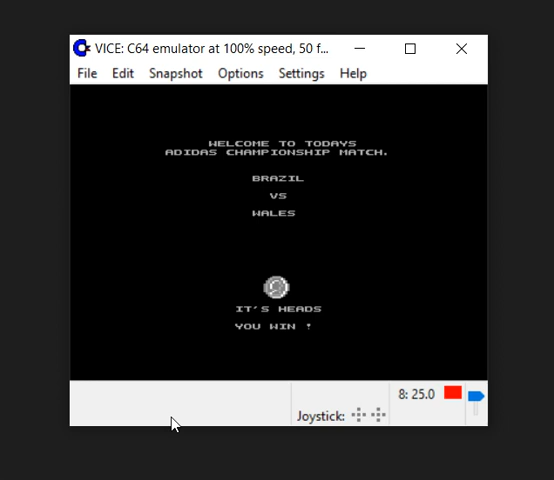 VICE: C64 emulator at 100% speed, 50 f...
File Edit Snapshot Options Settings Help
WELCOME TO TODAYS
ADIDAS CHAMPIONSHIP MATCH.
BRAZIL
VS
WALES
IT'S HEADS
YOU WIN !
8: 25.0
Joystick: